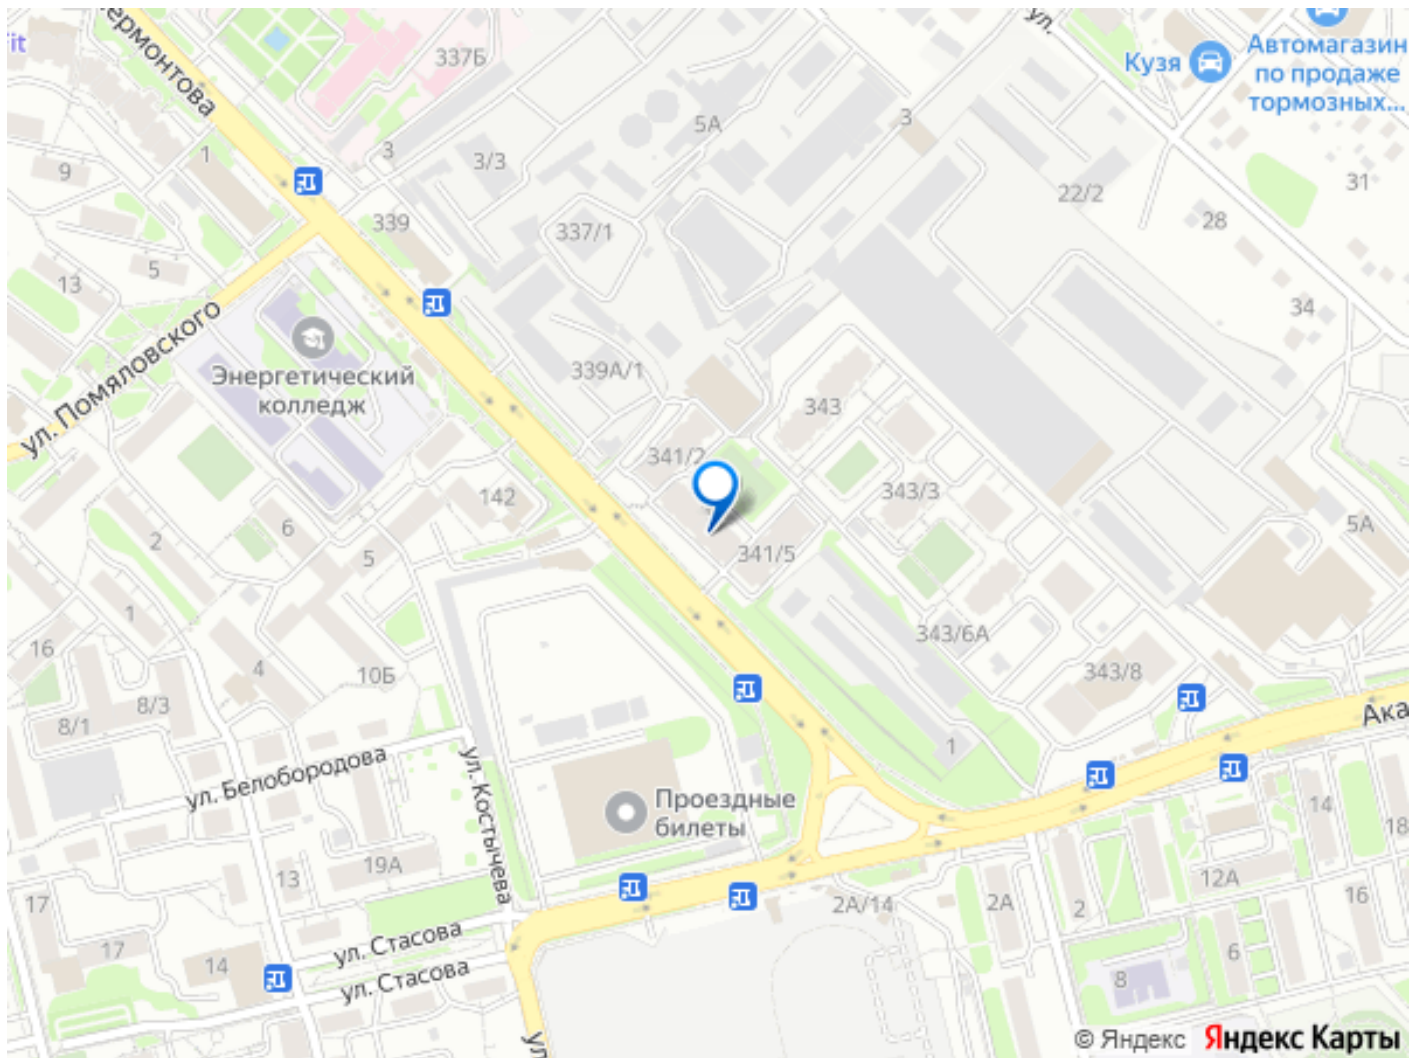 ермонтова
fit
337Б
ул.
Кузя
Автомагазин
по продаже
тормозных...
9
1
3
3/3
5А
3
22/2
31
28
339
337/1
13
5
34
ул. Помяловского
Энергетический
колледж
339А/1
343
341/2
343/3
142
6
2
5
341/5
5А
1
343/6А
16
4
10Б
343/8
8/3
8/1
Ака
1
ул. Белобородова
ул. Костычева
Проездные
билеты
14
18
19А
13
12А
17
2А/14
2А
2
16
17
14
ул. Стасова
ул. Стасова
6
8
ул
© Яндекс Яндекс Карты